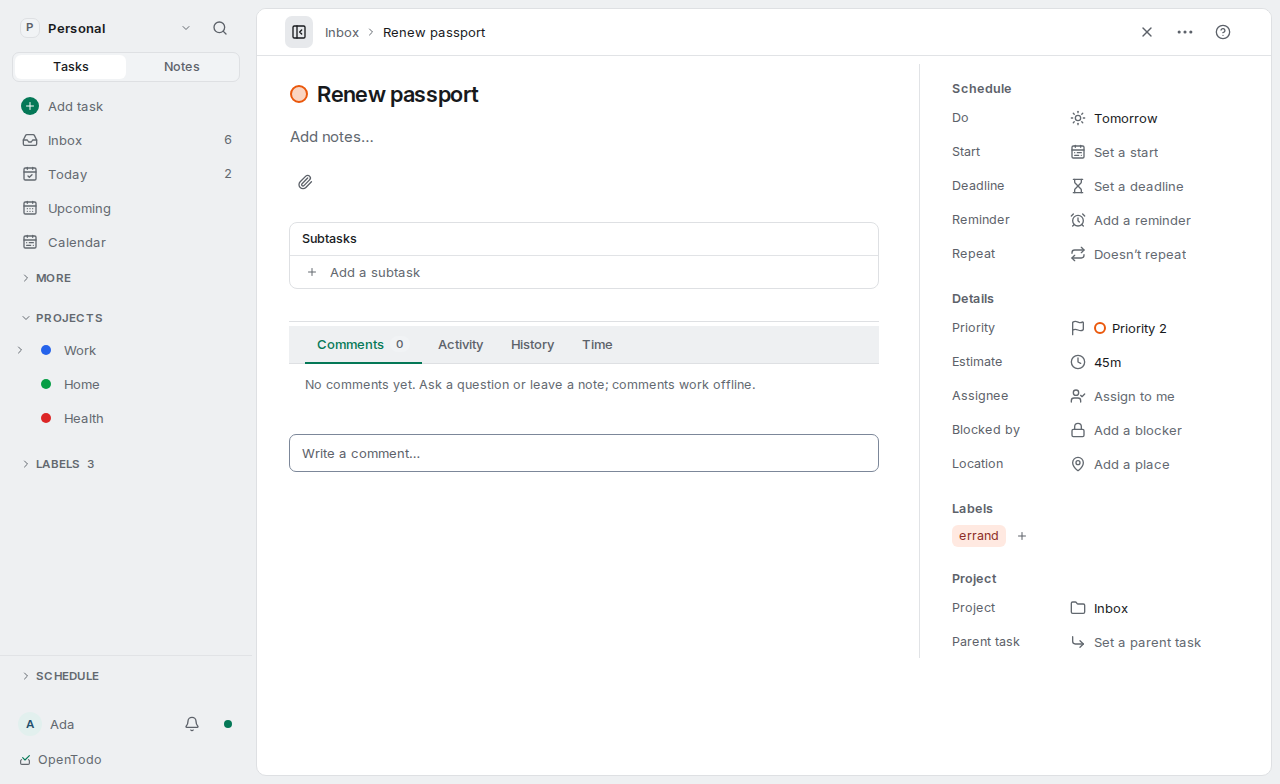 P Personal
Tasks Notes
Add task
Inbox 6
Today 2
Upcoming
Calendar
MORE
PROJECTS
Work
Home
Health
LABELS 3
SCHEDULE
A Ada
OpenTodo
Inbox Renew passport
Renew passport
Add notes...
Subtasks
Add a subtask
Comments 0 Activity History Time
No comments yet. Ask a question or leave a note; comments work offline.
Write a comment...
Schedule
Do Tomorrow
Start Set a start
Deadline Set a deadline
Reminder Add a reminder
Repeat Doesn't repeat
Details
Priority Priority 2
Estimate 45m
Assignee Assign to me
Blocked by Add a blocker
Location Add a place
Labels
errand
Project
Project Inbox
Parent task Set a parent task